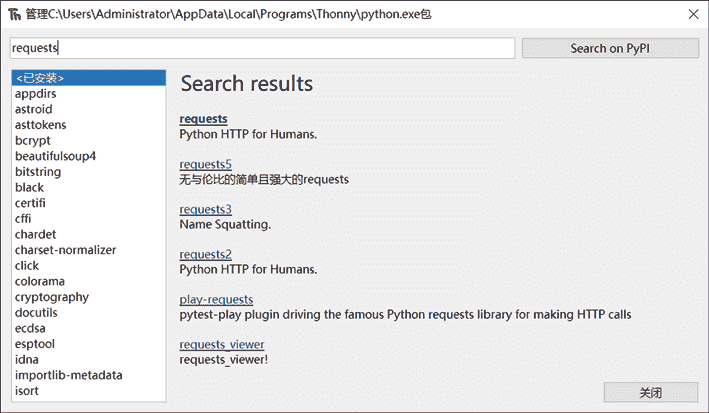 管理C:\Users\Administrator\AppData\Local\Programs\Thonny\python.exe包
requests
Search on PyPI
<已安装>
appdirs
astroid
asttokens
bcrypt
beautifulsoup4
bitstring
black
certifi
cffi
chardet
charset-normalizer
click
colorama
cryptography
docutils
ecdsa
esptool
idna
importlib-metadata
isort
Search results
requests
Python HTTP for Humans.
requests5
无与伦比的简单且强大的requests
requests3
Name Squatting.
requests2
Python HTTP for Humans.
play-requests
pytest-play plugin driving the famous Python requests library for making HTTP calls
requests_viewer
requests_viewer!
关闭